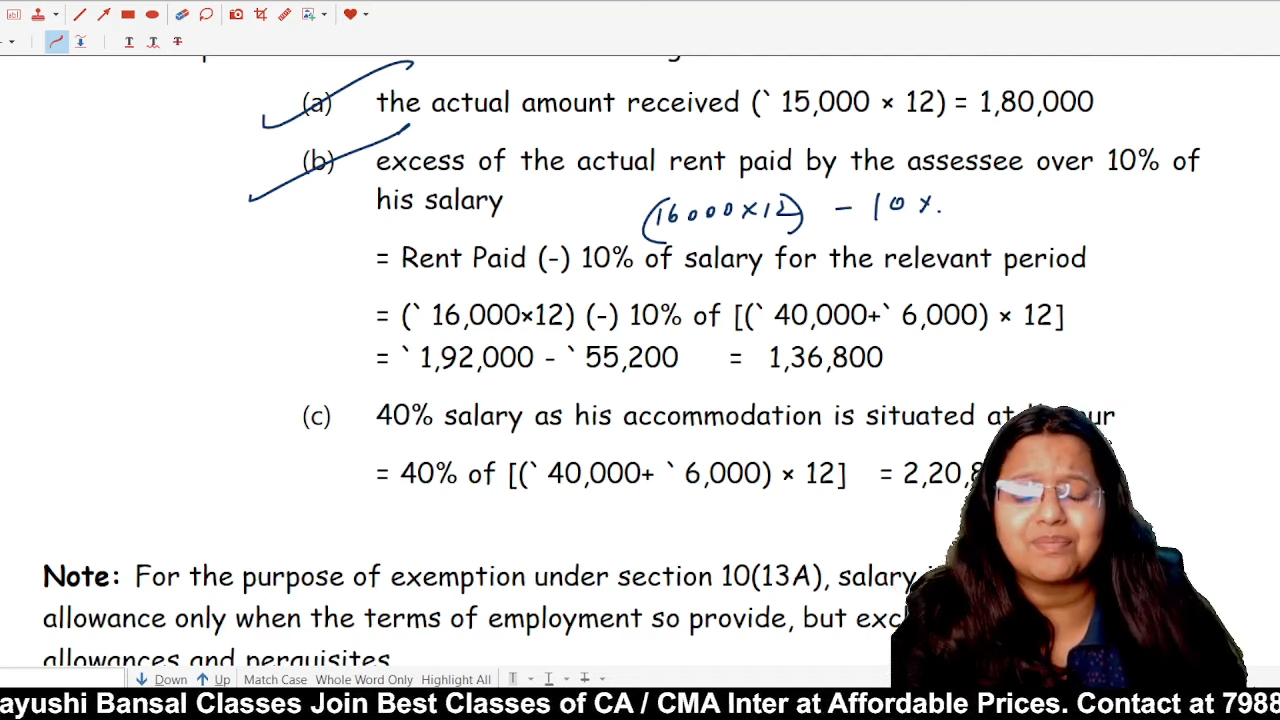 (a) the actual amount received (` 15,000 × 12) = 1,80,000
(b) excess of the actual rent paid by the assessee over 10% of
his salary
(16000×12) - 10 %.
= Rent Paid (-) 10% of salary for the relevant period
= (` 16,000×12) (-) 10% of [(` 40,000+` 6,000) × 12]
= ` 1,92,000 - ` 55,200 = 1,36,800
(c) 40% salary as his accommodation is situated at
= 40% of [(` 40,000+ ` 6,000) × 12] = 2,20,8
Note: For the purpose of exemption under section 10(13A), salary
allowance only when the terms of employment so provide, but
allowances and perquisites
Down Up Match Case Whole Word Only Highlight All T T T
ayushi Bansal Classes Join Best Classes of CA / CMA Inter at Affordable Prices. Contact at 7988